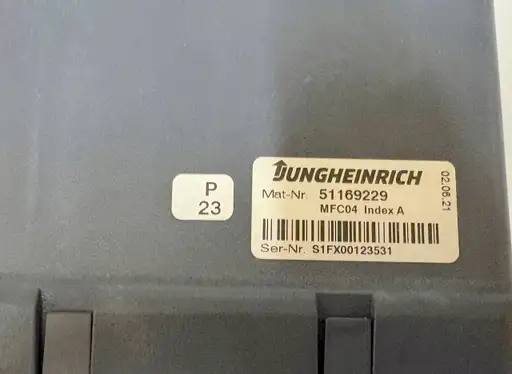 P
23
JUNGHEINRICH
Mat-Nr. 51169229
MFC04 Index A
Ser-Nr. S1FX00123531
02.06.21